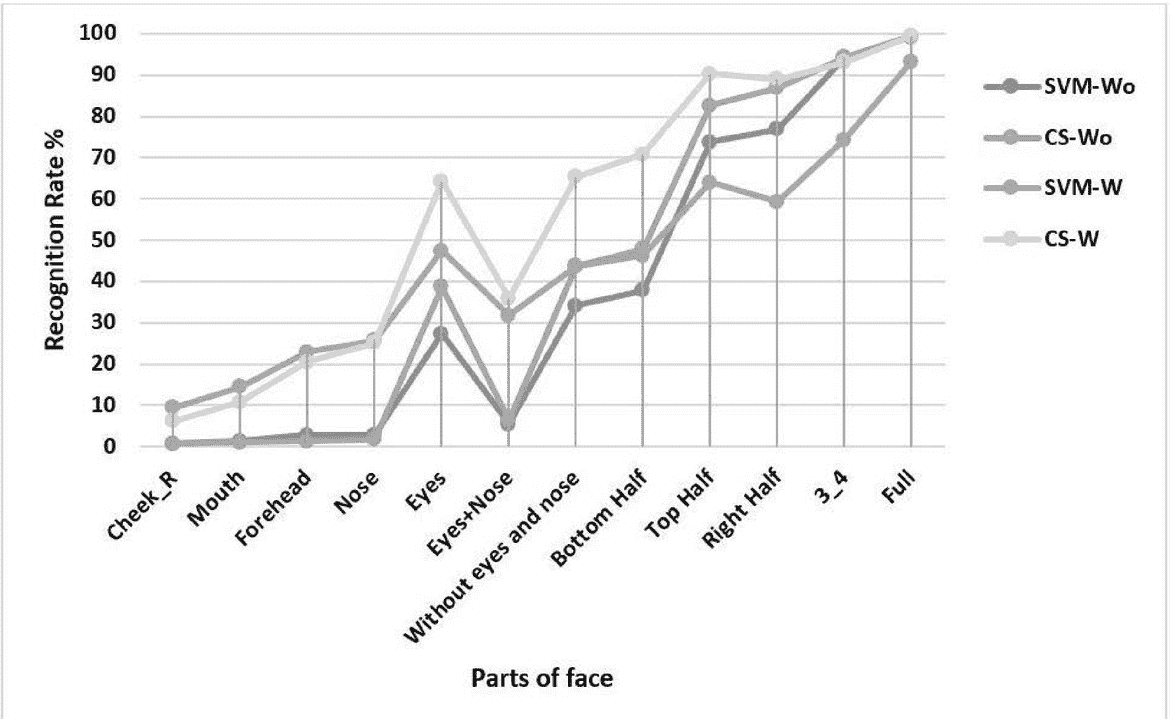 100
90
80
70
60
50
40
30
20
10
0
Recognition Rate %
Cheek_R
Mouth
Forehead
Nose
Eyes
Eyes+Nose
Without eyes and nose
Bottom Half
Top Half
Right Half
3_4
Full
Parts of face
SVM-Wo
CS-Wo
SVM-W
CS-W